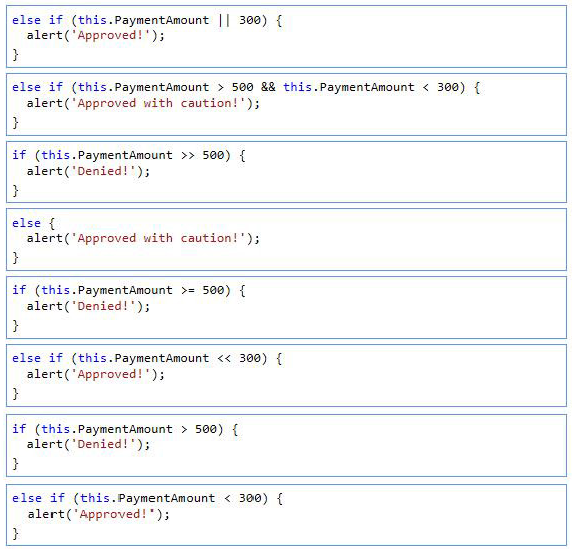 else if (this.PaymentAmount || 300) {
alert('Approved!');
}
else if (this.PaymentAmount > 500 && this.PaymentAmount < 300) {
alert('Approved with caution!');
}
if (this.PaymentAmount >> 500) {
alert('Denied!');
}
else {
alert('Approved with caution!');
}
if (this.PaymentAmount >= 500) {
alert('Denied!');
}
else if (this.PaymentAmount << 300) {
alert('Approved!');
}
if (this.PaymentAmount > 500) {
alert('Denied!');
}
else if (this.PaymentAmount < 300) {
alert('Approved!');
}